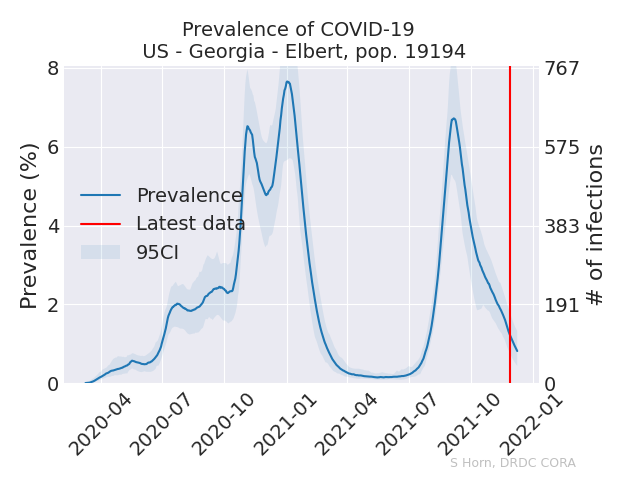 Prevalence of COVID-19
US - Georgia - Elbert, pop. 19194
8
6
4
2
0
Prevalence (%)
767
575
383
191
0
# of infections
Prevalence
Latest data
95CI
2020-04
2020-07
2020-10
2021-01
2021-04
2021-07
2021-10
2022-01
S Horn, DRDC CORA